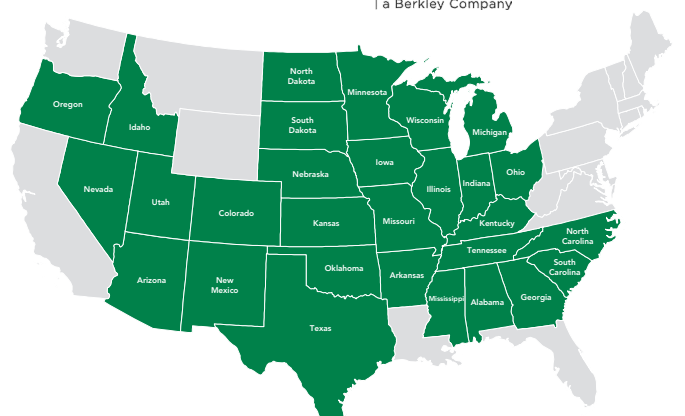 | a Berkley Company
North
Dakota
Minnesota
Oregon
Idaho
South
Dakota
Wisconsin
Michigan
Nebraska
Iowa
Ohio
Nevada
Utah
Colorado
Illinois
Indiana
Kansas
Missouri
Kentucky
North
Carolina
Tennessee
Arizona
New
Mexico
Oklahoma
Arkansas
South
Carolina
Mississippi
Alabama
Georgia
Texas